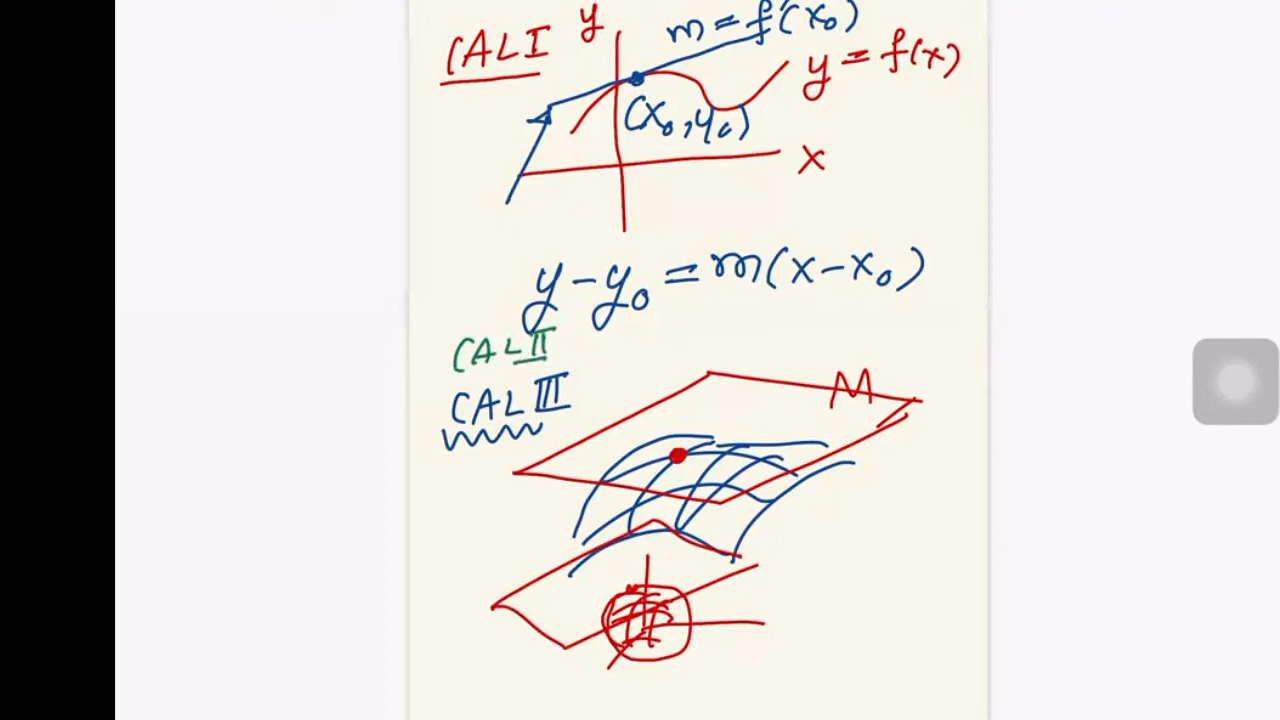 CAL I
y
m = f'(x₀)
y = f(x)
(x₀, y₀)
x
y - y₀ = m(x - x₀)
CAL II
CAL III
M